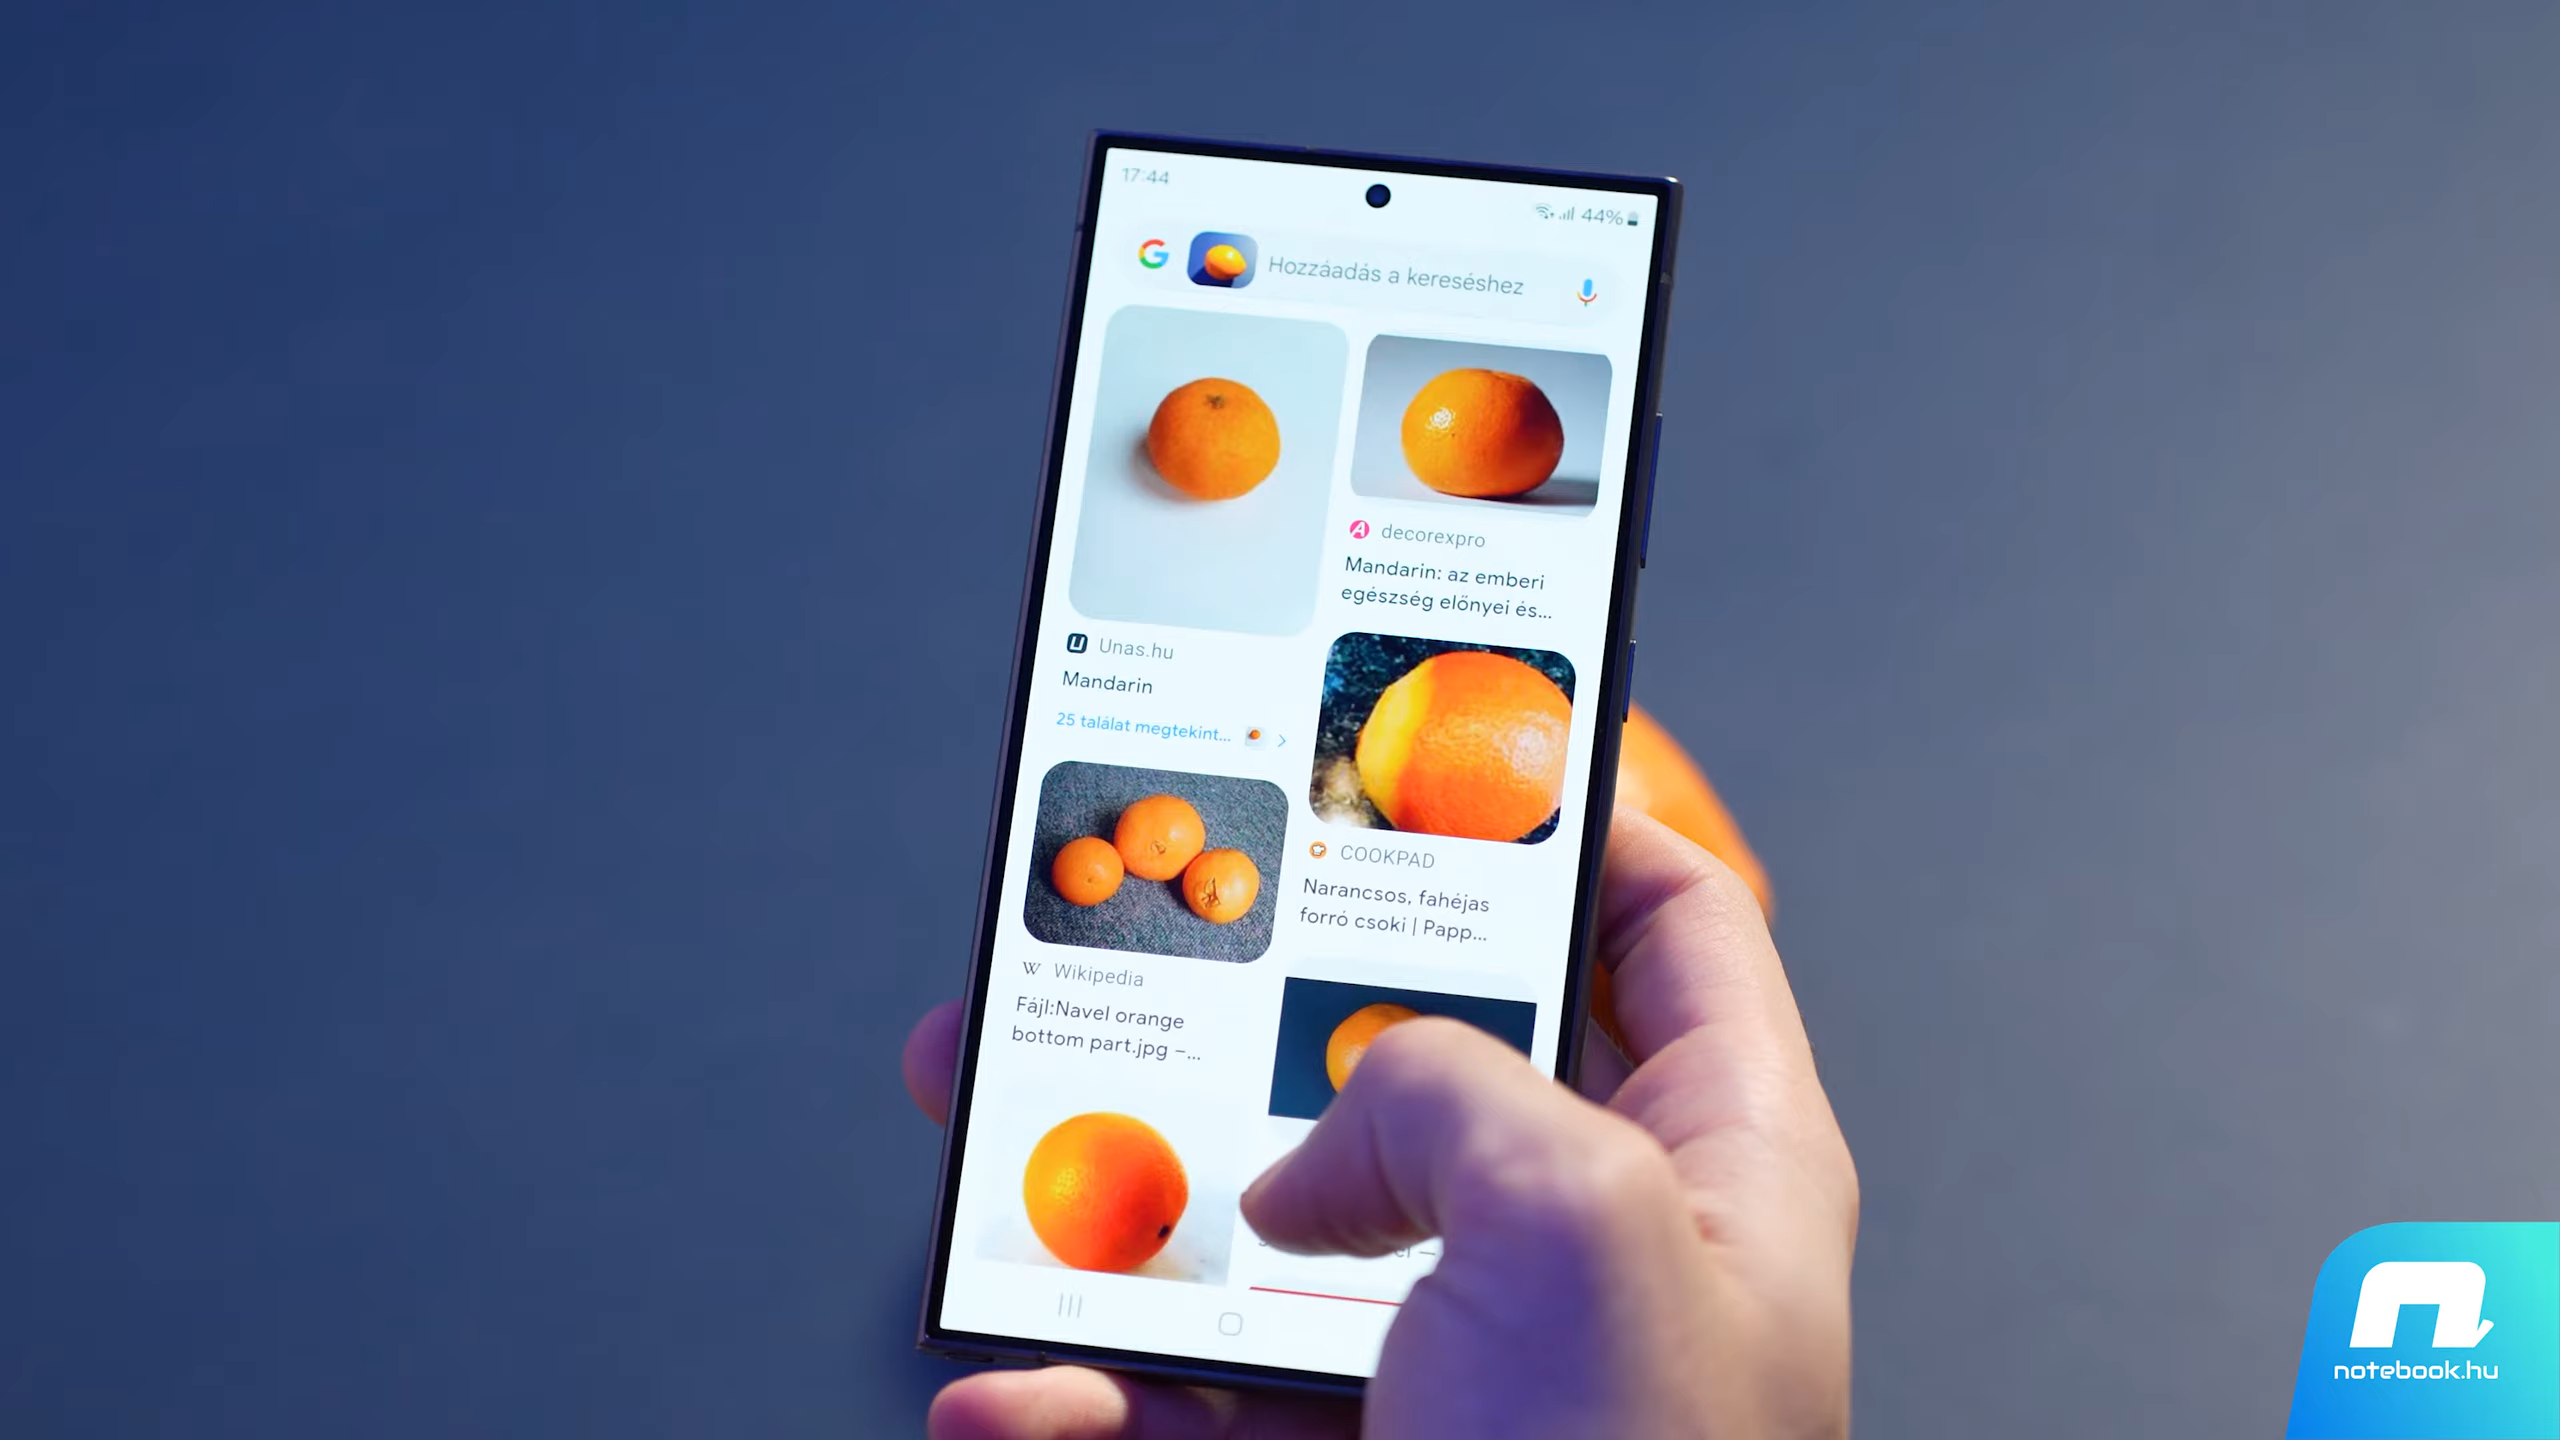 17:44
44%
Hozzáadás a kereséshez
decorexpro
Mandarin: az emberi
egészség előnyei és...
Unas.hu
Mandarin
25 találat megtekint...
COOKPAD
Narancsos, fahéjas
forró csoki | Papp...
W Wikipedia
Fájl:Navel orange
bottom part.jpg –...
notebook.hu